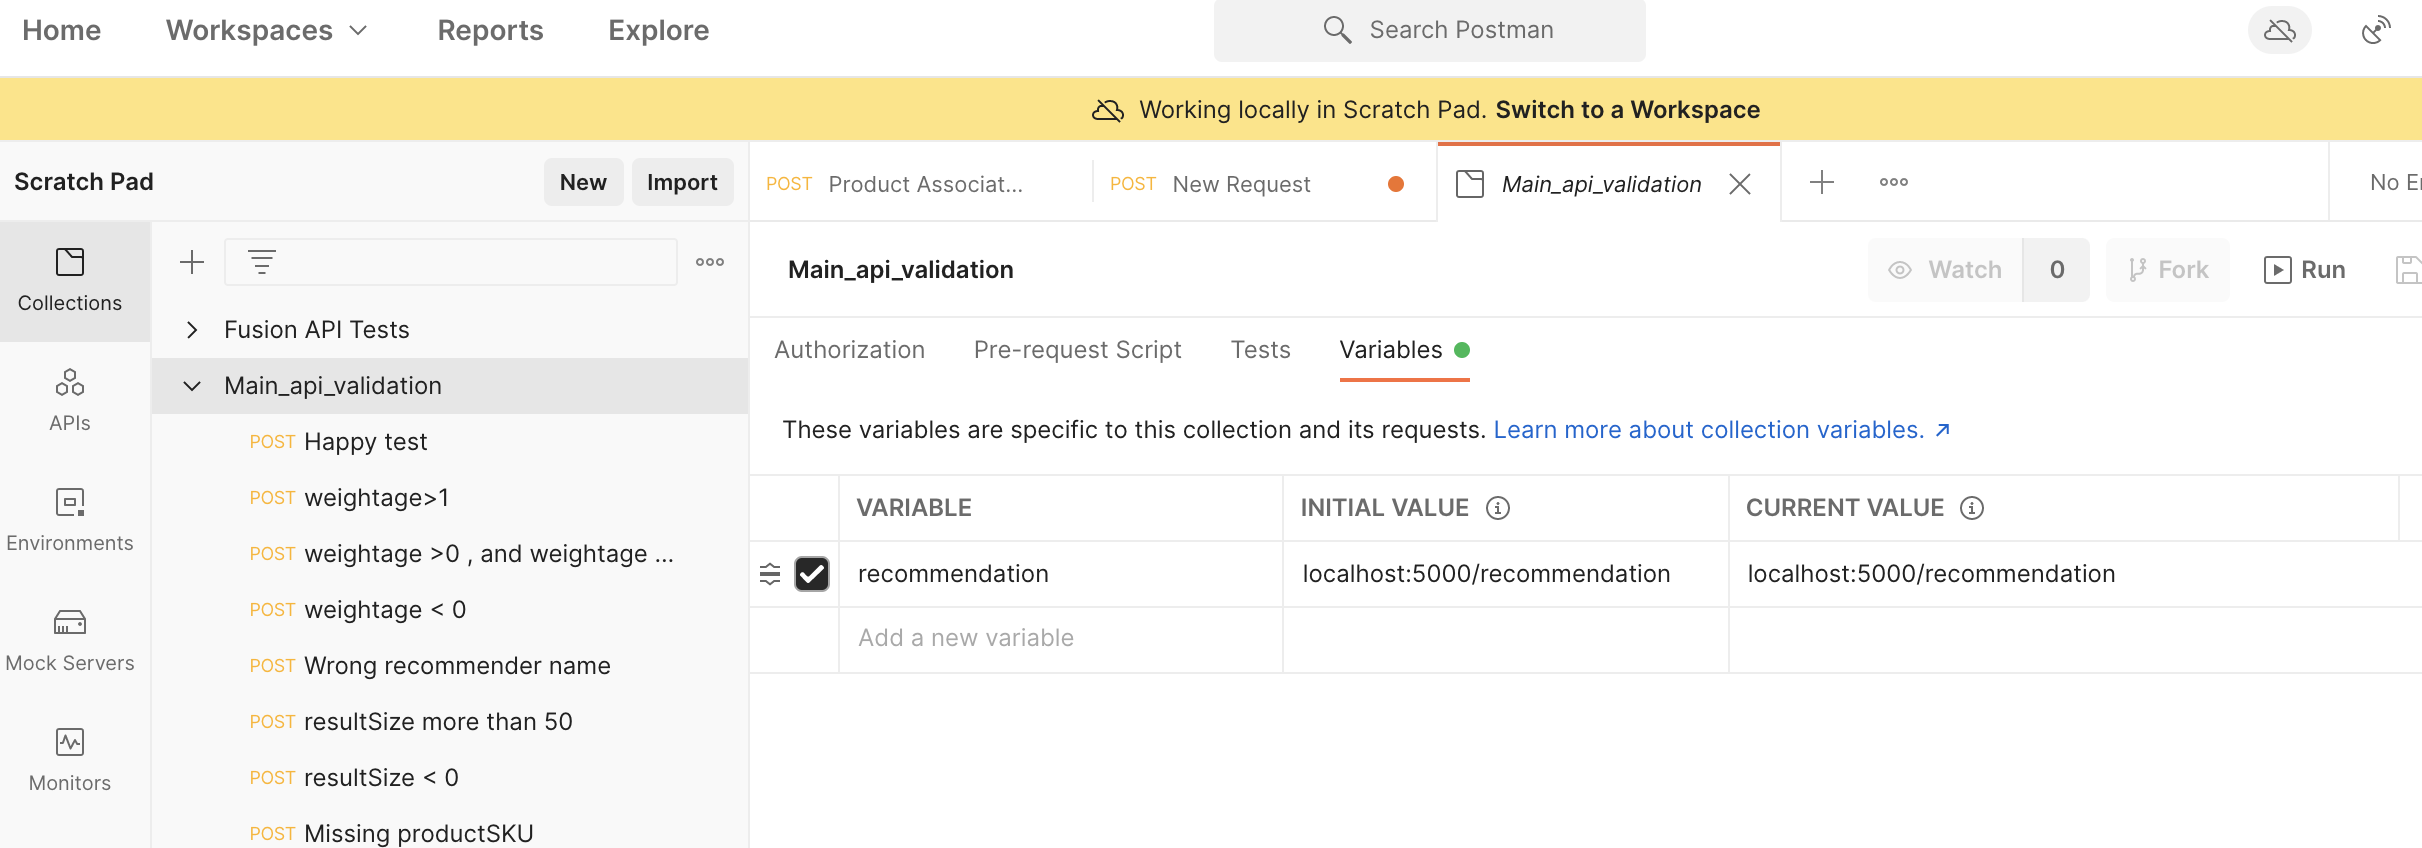 Home Workspaces Reports Explore Search Postman
Working locally in Scratch Pad. Switch to a Workspace
Scratch Pad New Import
POST Product Associat... POST New Request Main_api_validation No
Collections
APIs
Environments
Mock Servers
Monitors
Fusion API Tests
Main_api_validation
POST Happy test
POST weightage>1
POST weightage >0 , and weightage ...
POST weightage < 0
POST Wrong recommender name
POST resultSize more than 50
POST resultSize < 0
POST Missing productSKU
Main_api_validation Watch 0 Fork Run
Authorization Pre-request Script Tests Variables
These variables are specific to this collection and its requests. Learn more about collection variables. ↗
VARIABLE INITIAL VALUE CURRENT VALUE
recommendation localhost:5000/recommendation localhost:5000/recommendation
Add a new variable